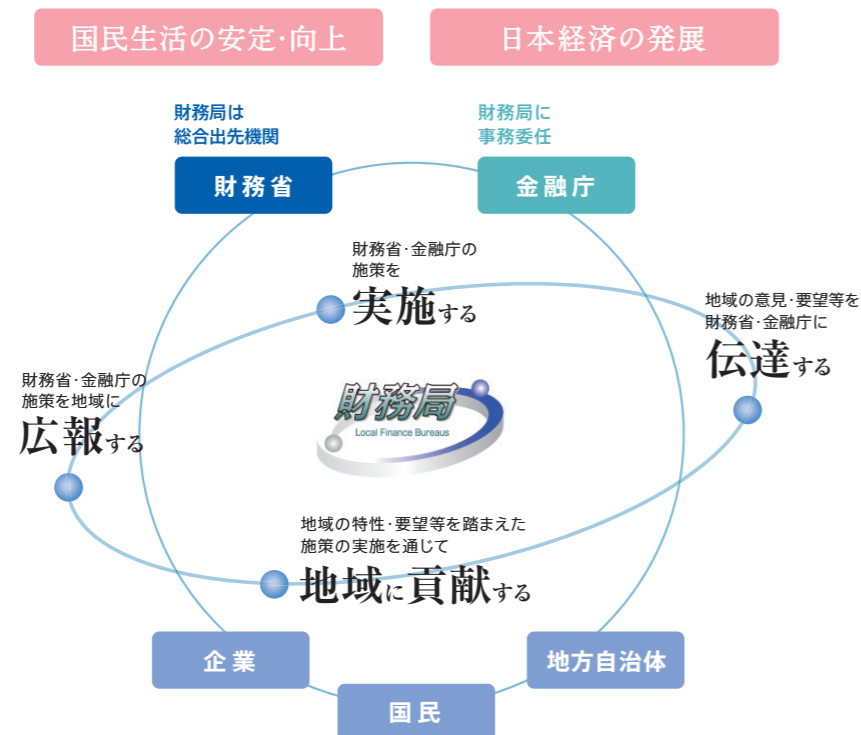 国民生活の安定･向上
日本経済の発展
財務局は
総合出先機関
財務局に
事務委任
財務省
金融庁
財務省･金融庁の
施策を
実施する
地域の意見･要望等を
財務省･金融庁に
伝達する
財務省･金融庁の
施策を地域に
広報する
財務局
Local Finance Bureaus
地域の特性･要望等を踏まえた
施策の実施を通じて
地域に貢献する
企業
地方自治体
国民